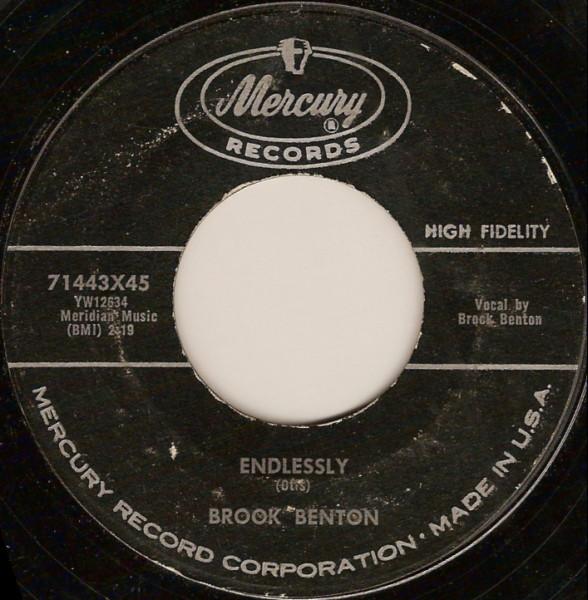 Mercury
®
RECORDS
HIGH FIDELITY
71443X45
YW12634
Meridian Music
(BMI) 2:19
Vocal by
Brook Benton
ENDLESSLY
(Otis)
BROOK BENTON
MERCURY RECORD CORPORATION · MADE IN U.S.A.